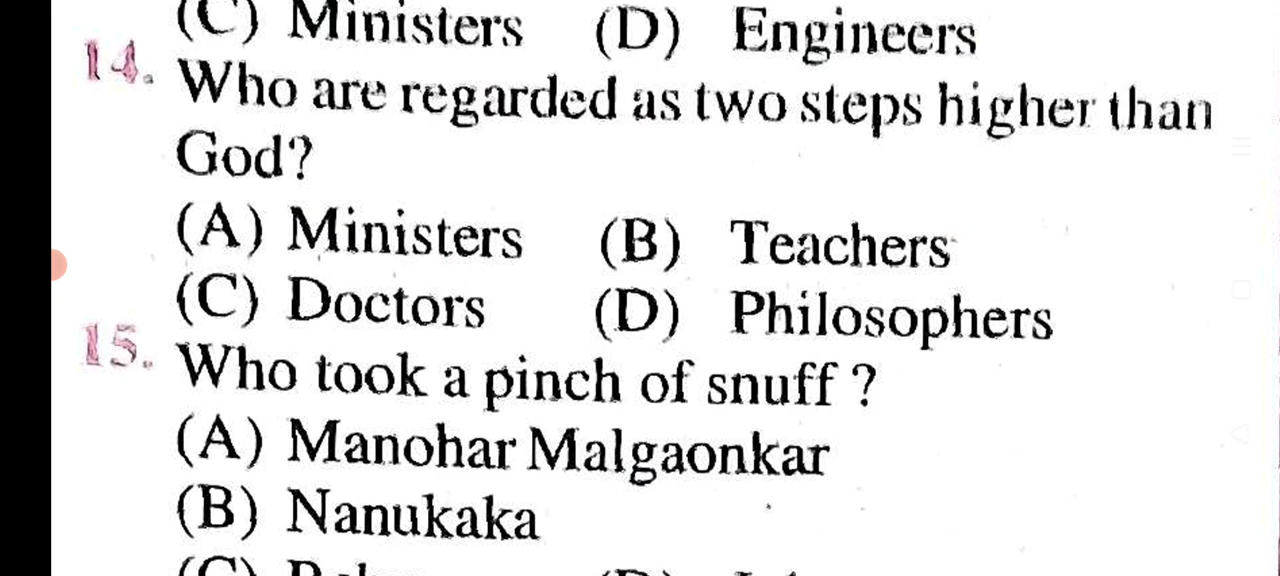 (C) Ministers (D) Engineers
14. Who are regarded as two steps higher than
God?
(A) Ministers (B) Teachers
(C) Doctors (D) Philosophers
15. Who took a pinch of snuff ?
(A) Manohar Malgaonkar
(B) Nanukaka
(C) (D)